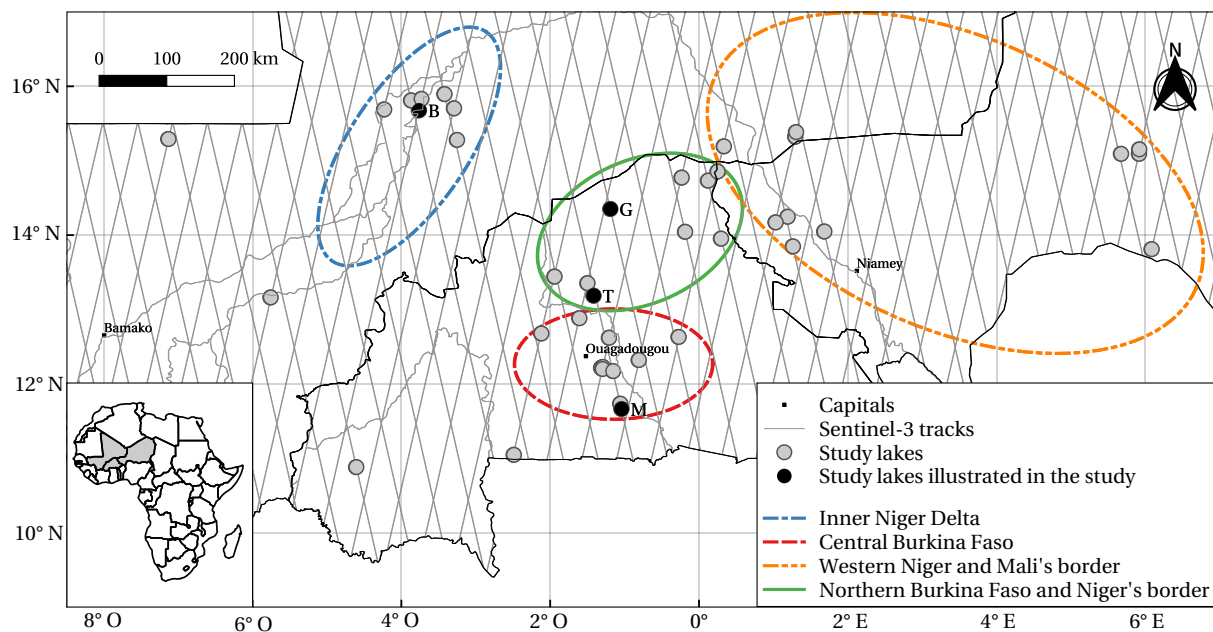 0 100 200 km
N
16° N
14° N
12° N
10° N
B
G
T
M
Bamako
Niamey
Ouagadougou
Capitals
Sentinel-3 tracks
Study lakes
Study lakes illustrated in the study
Inner Niger Delta
Central Burkina Faso
Western Niger and Mali's border
Northern Burkina Faso and Niger's border
8° O 6° O 4° O 2° O 0° 2° E 4° E 6° E